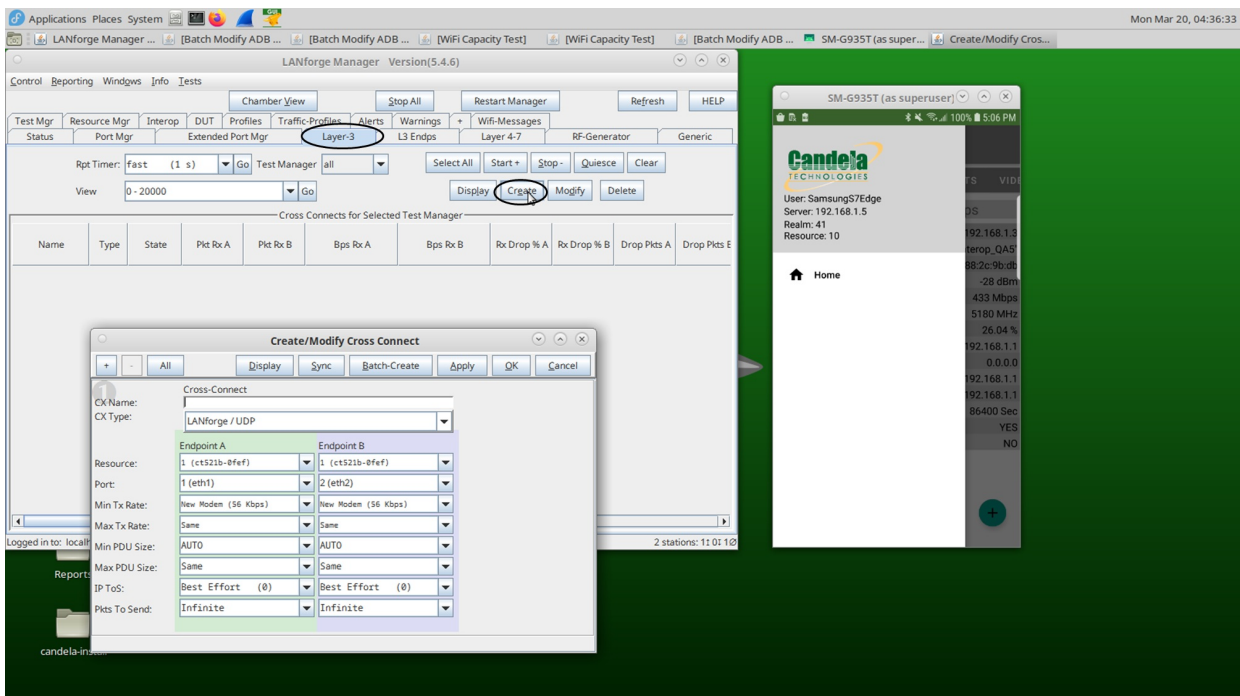 Applications Places System
Mon Mar 20, 04:36:33
LANforge Manager ... [Batch Modify ADB ... [Batch Modify ADB ... [WiFi Capacity Test] [WiFi Capacity Test] [Batch Modify ADB ... SM-G935T (as super... Create/Modify Cros...
LANforge Manager Version(5.4.6)
Control Reporting Windows Info Tests
Chamber View Stop All Restart Manager Refresh HELP
Test Mgr Resource Mgr Interop DUT Profiles Traffic-Profiles Alerts Warnings + Wifi-Messages
Status Port Mgr Extended Port Mgr Layer-3 L3 Endps Layer 4-7 RF-Generator Generic
Rpt Timer: fast (1 s) Go Test Manager all Select All Start + Stop - Quiesce Clear
View 0 - 20000 Go Display Create Modify Delete
Cross Connects for Selected Test Manager
Name Type State Pkt Rx A Pkt Rx B Bps Rx A Bps Rx B Rx Drop % A Rx Drop % B Drop Pkts A Drop Pkts B
Create/Modify Cross Connect
+ - All Display Sync Batch-Create Apply OK Cancel
1
Cross-Connect
CX Name:
CX Type: LANforge / UDP
Endpoint A Endpoint B
Resource: 1 (ct521b-0fef) 1 (ct521b-0fef)
Port: 1 (eth1) 2 (eth2)
Min Tx Rate: New Modem (56 Kbps) New Modem (56 Kbps)
Max Tx Rate: Same Same
Min PDU Size: AUTO AUTO
Max PDU Size: Same Same
IP ToS: Best Effort (0) Best Effort (0)
Pkts To Send: Infinite Infinite
Logged in to: localh
2 stations: 1
Reports
candela-in
SM-G935T (as superuser)
100% 5:06 PM
Candela
TECHNOLOGIES
User: SamsungS7Edge
Server: 192.168.1.5
Realm: 41
Resource: 10
Home
TS VIDE
OS
192.168.1.3
terop_QA5"
88:2c:9b:db
-28 dBm
433 Mbps
5180 MHz
26.04 %
192.168.1.1
0.0.0.0
192.168.1.1
192.168.1.1
86400 Sec
YES
NO
+